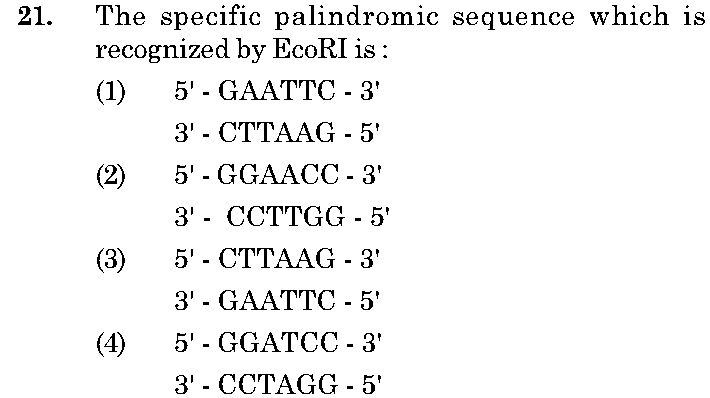 21. The specific palindromic sequence which is
recognized by EcoRI is :
(1) 5' - GAATTC - 3'
3' - CTTAAG - 5'
(2) 5' - GGAACC - 3'
3' - CCTTGG - 5'
(3) 5' - CTTAAG - 3'
3' - GAATTC - 5'
(4) 5' - GGATCC - 3'
3' - CCTAGG - 5'